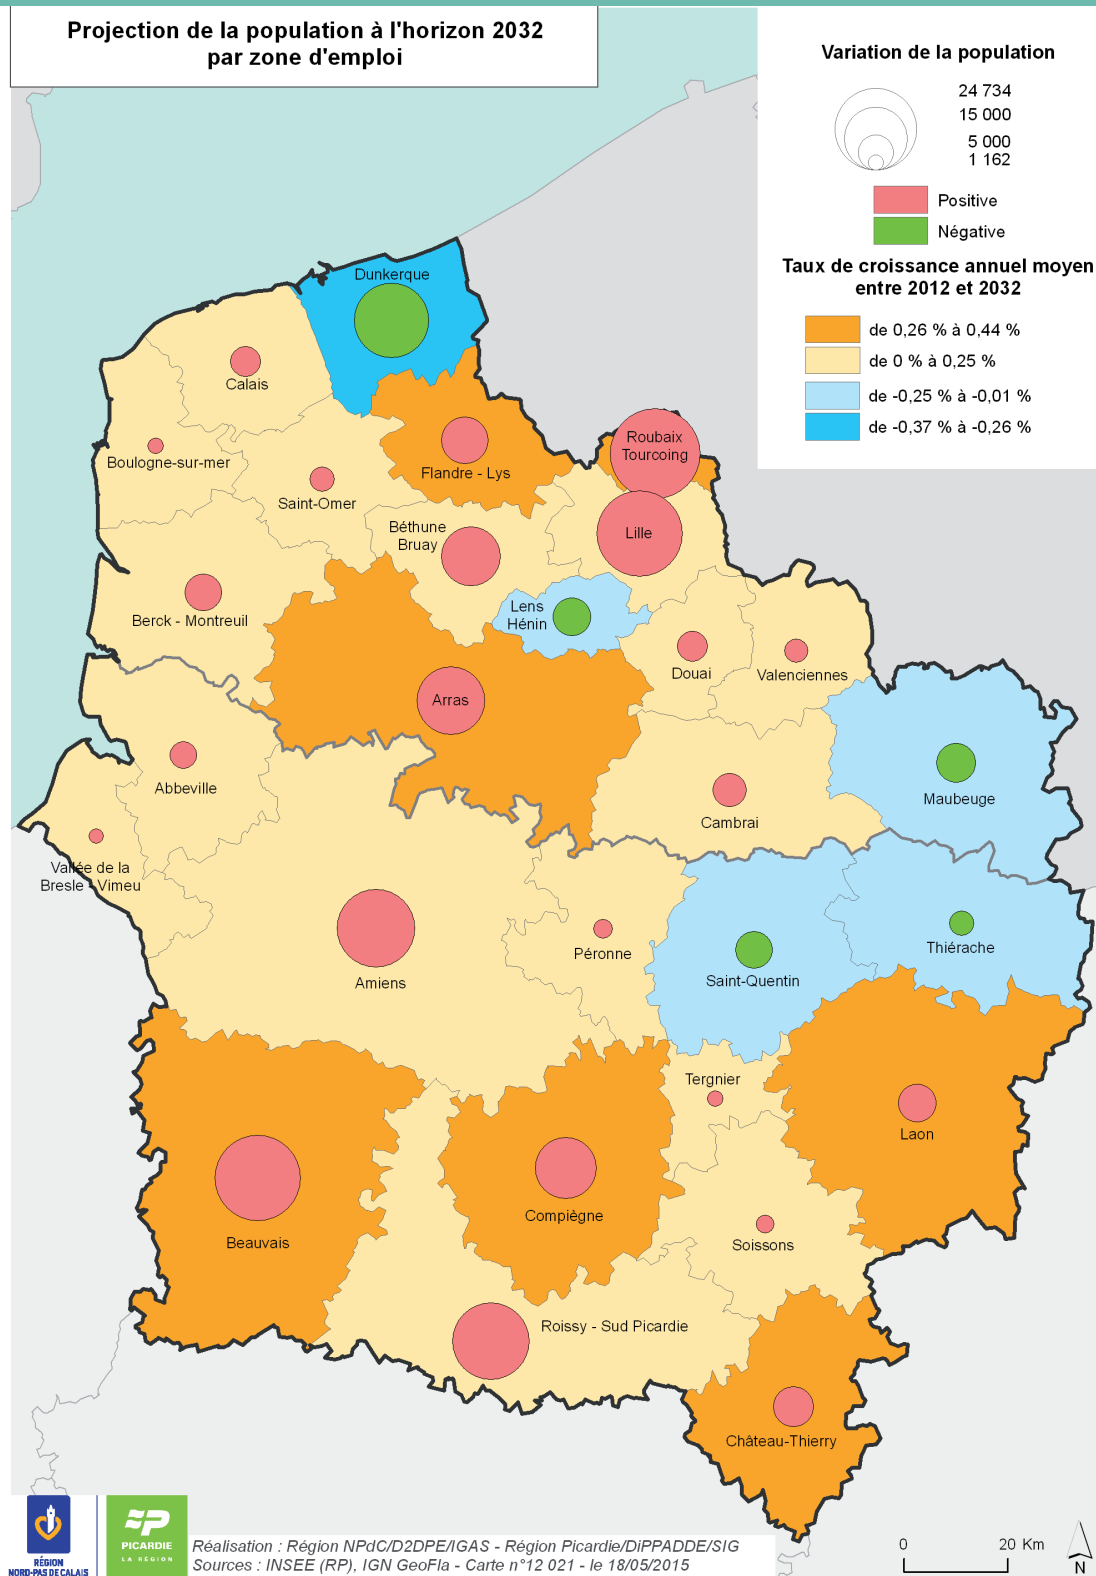 Projection de la population à l'horizon 2032
par zone d'emploi
Variation de la population
24 734
15 000
5 000
1 162
Positive
Négative
Taux de croissance annuel moyen
entre 2012 et 2032
de 0,26 % à 0,44 %
de 0 % à 0,25 %
de -0,25 % à -0,01 %
de -0,37 % à -0,26 %
Dunkerque
Calais
Boulogne-sur-mer
Saint-Omer
Flandre - Lys
Roubaix
Tourcoing
Lille
Béthune
Bruay
Lens
Hénin
Berck - Montreuil
Douai
Valenciennes
Arras
Abbeville
Maubeuge
Cambrai
Vallée de la
Bresle - Vimeu
Amiens
Péronne
Saint-Quentin
Thiérache
Tergnier
Laon
Beauvais
Compiègne
Soissons
Roissy - Sud Picardie
Château-Thierry
RÉGION
NORD-PAS DE CALAIS
PICARDIE
LA RÉGION
Réalisation : Région NPdC/D2DPE/IGAS - Région Picardie/DiPPADDE/SIG
Sources : INSEE (RP), IGN GeoFla - Carte n°12 021 - le 18/05/2015
0 20 Km
N